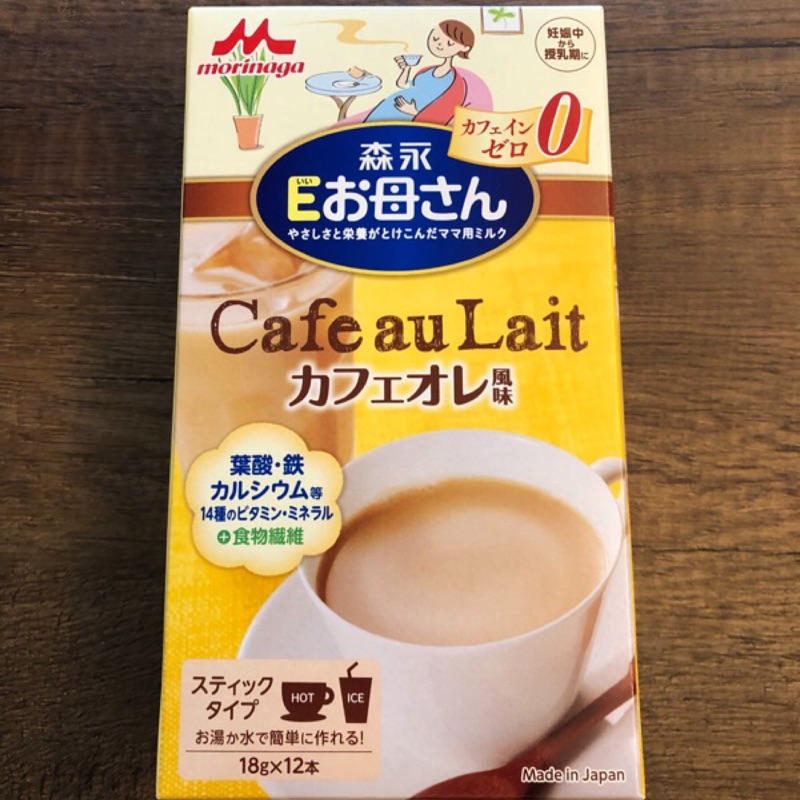 morinaga
妊娠中
から
授乳期に
カフェイン
ゼロ
0
森永
いい
Eお母さん
やさしさと栄養がとけこんだママ用ミルク
Cafe au Lait
カフェオレ風味
葉酸・鉄
カルシウム等
14種のビタミン・ミネラル
+食物繊維
スティック
タイプ
HOT
ICE
お湯か水で簡単に作れる!
18g×12本
Made in Japan